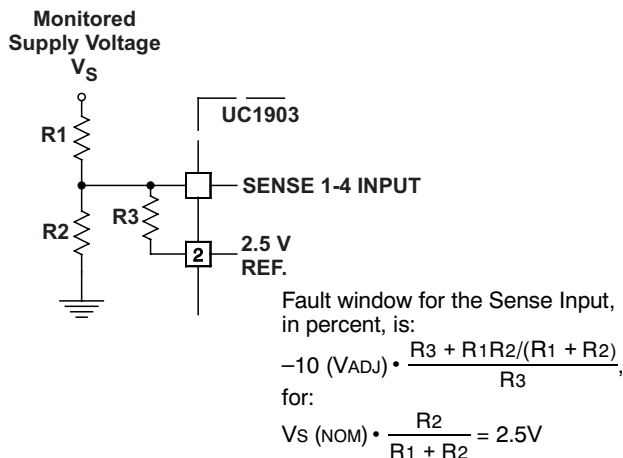 Monitored
Supply Voltage
VS
UC1903
R1
SENSE 1-4 INPUT
R3
R2
2
2.5 V
REF.
Fault window for the Sense Input,
in percent, is:
–10 (VADJ) • R3 + R1R2/(R1 + R2) / R3,
for:
VS (NOM) • R2 / R1 + R2 = 2.5V